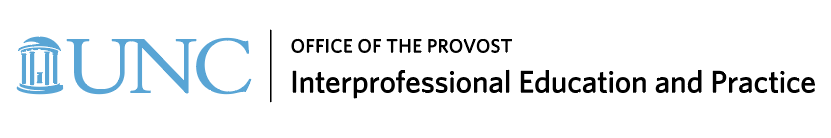 UNC
OFFICE OF THE PROVOST
Interprofessional Education and Practice